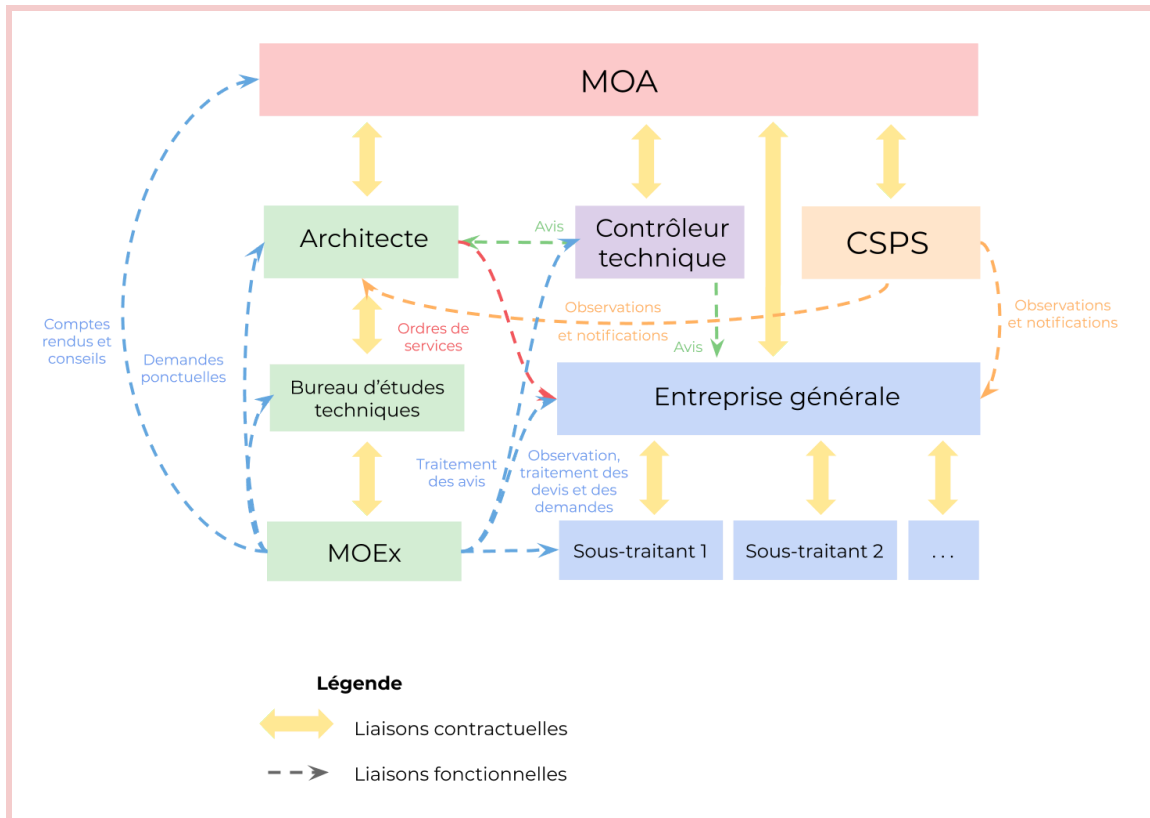 MOA
Architecte
Avis
Contrôleur
technique
CSPS
Comptes
rendus et
conseils
Demandes
ponctuelles
Ordres de
services
Observations
et notifications
Avis
Observations
et notifications
Bureau d'études
techniques
Entreprise générale
Traitement
des avis
Observation,
traitement des
devis et des
demandes
MOEx
Sous-traitant 1
Sous-traitant 2
...
Légende
Liaisons contractuelles
Liaisons fonctionnelles